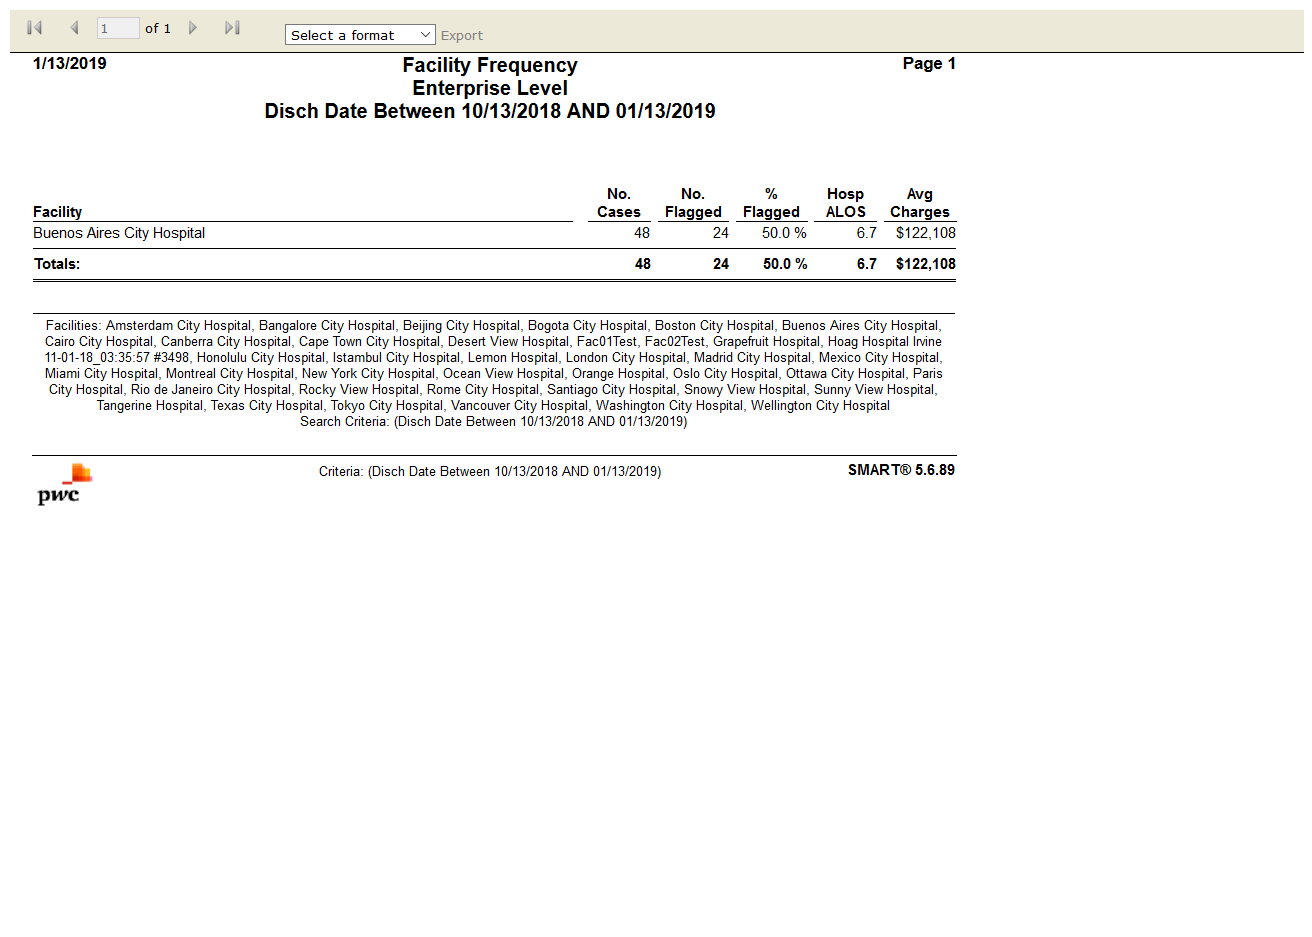 1 of 1 Select a format Export
1/13/2019 Facility Frequency Page 1
Enterprise Level
Disch Date Between 10/13/2018 AND 01/13/2019
No. No. % Hosp Avg
Facility Cases Flagged Flagged ALOS Charges
Buenos Aires City Hospital 48 24 50.0 % 6.7 $122,108
Totals: 48 24 50.0 % 6.7 $122,108
Facilities: Amsterdam City Hospital, Bangalore City Hospital, Beijing City Hospital, Bogota City Hospital, Boston City Hospital, Buenos Aires City Hospital,
Cairo City Hospital, Canberra City Hospital, Cape Town City Hospital, Desert View Hospital, Fac01Test, Fac02Test, Grapefruit Hospital, Hoag Hospital Irvine
11-01-18_03:35:57 #3498, Honolulu City Hospital, Istambul City Hospital, Lemon Hospital, London City Hospital, Madrid City Hospital, Mexico City Hospital,
Miami City Hospital, Montreal City Hospital, New York City Hospital, Ocean View Hospital, Orange Hospital, Oslo City Hospital, Ottawa City Hospital, Paris
City Hospital, Rio de Janeiro City Hospital, Rocky View Hospital, Rome City Hospital, Santiago City Hospital, Snowy View Hospital, Sunny View Hospital,
Tangerine Hospital, Texas City Hospital, Tokyo City Hospital, Vancouver City Hospital, Washington City Hospital, Wellington City Hospital
Search Criteria: (Disch Date Between 10/13/2018 AND 01/13/2019)
Criteria: (Disch Date Between 10/13/2018 AND 01/13/2019) SMART® 5.6.89
pwc